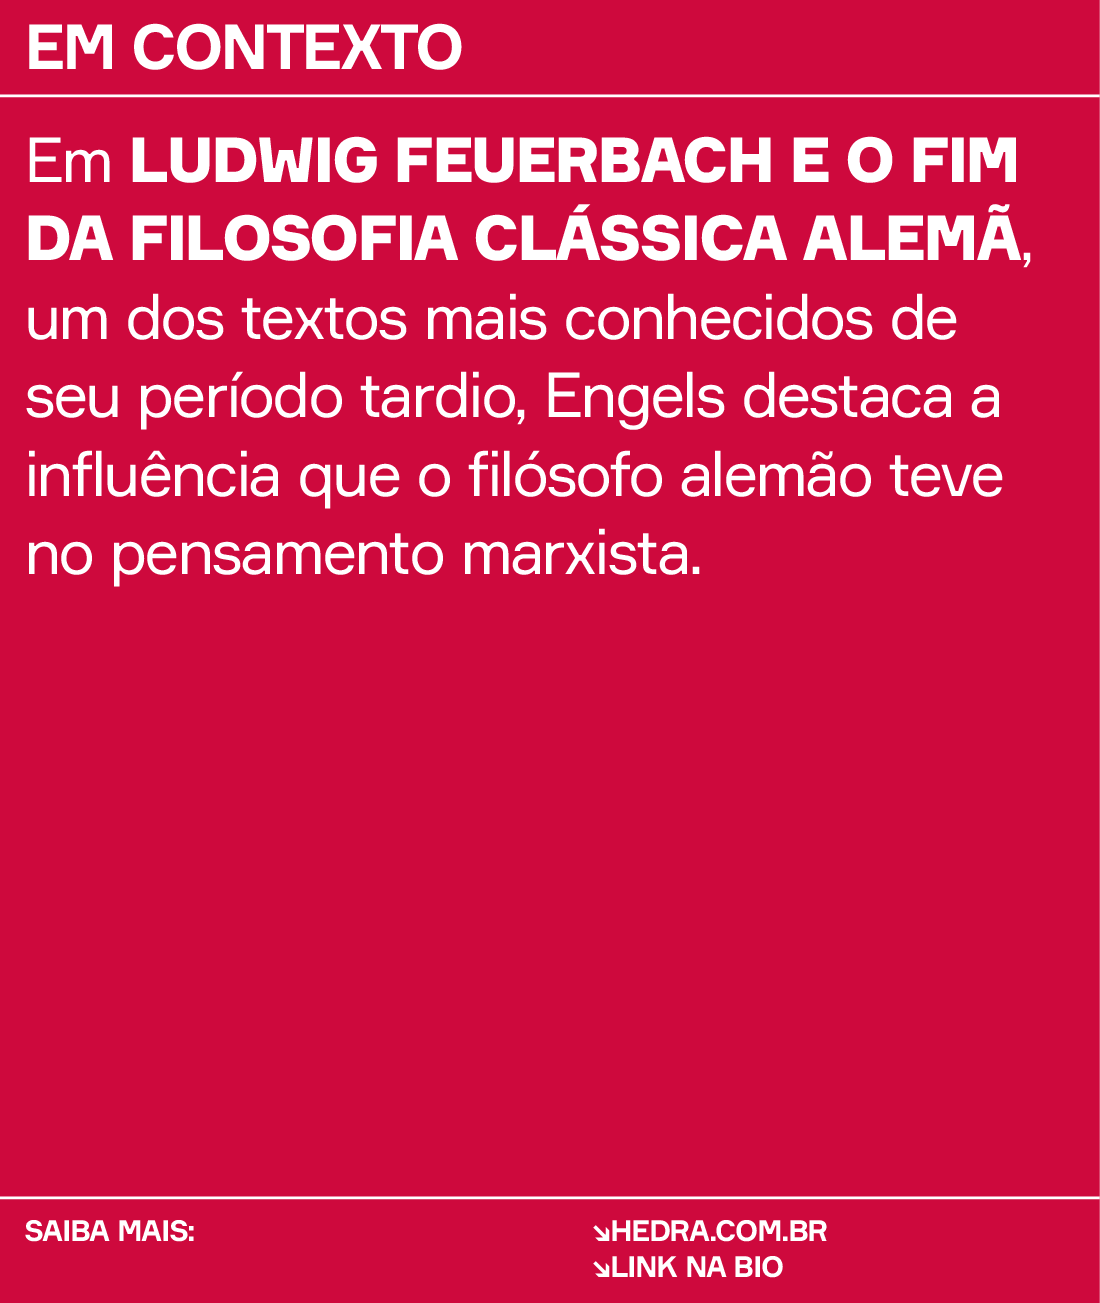 EM CONTEXTO
Em LUDWIG FEUERBACH E O FIM
DA FILOSOFIA CLÁSSICA ALEMÃ,
um dos textos mais conhecidos de
seu período tardio, Engels destaca a
influência que o filósofo alemão teve
no pensamento marxista.
SAIBA MAIS:
↘HEDRA.COM.BR
↘LINK NA BIO